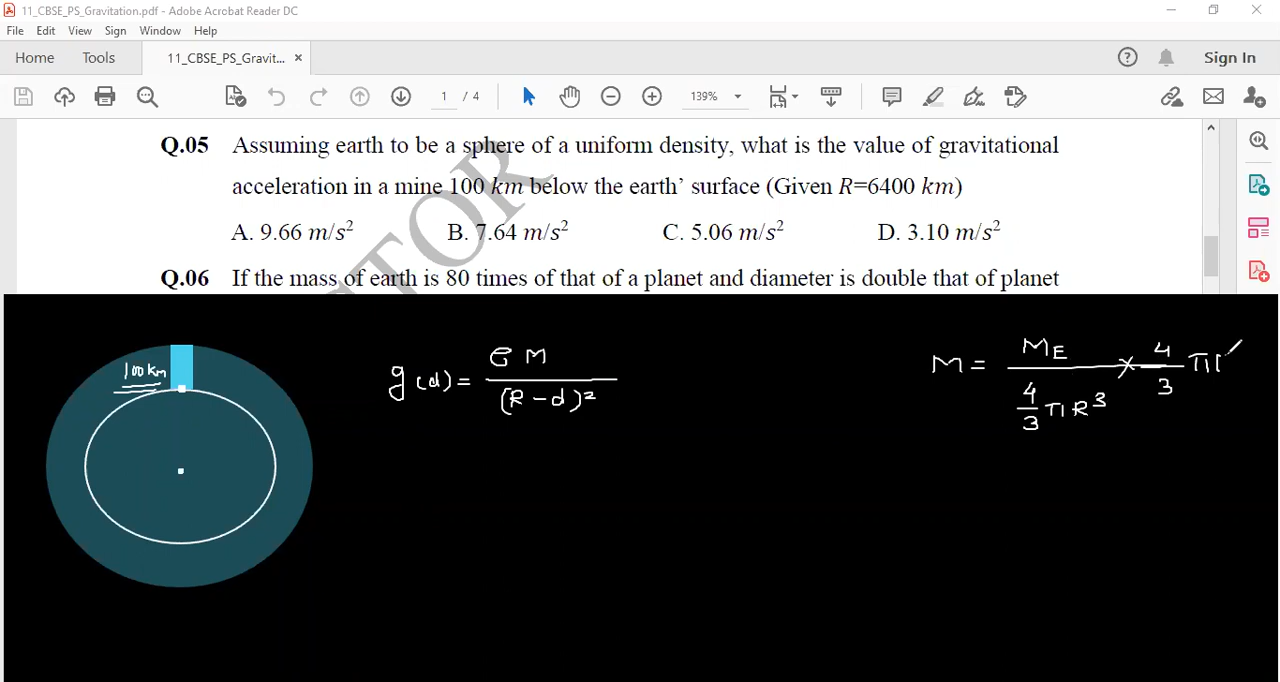 11_CBSE_PS_Gravitation.pdf - Adobe Acrobat Reader DC
File Edit View Sign Window Help
Home Tools 11_CBSE_PS_Gravit... × Sign In
1 / 4 139%
Q.05 Assuming earth to be a sphere of a uniform density, what is the value of gravitational
acceleration in a mine 100 km below the earth' surface (Given R=6400 km)
A. 9.66 m/s² B. 7.64 m/s² C. 5.06 m/s² D. 3.10 m/s²
Q.06 If the mass of earth is 80 times of that of a planet and diameter is double that of planet
100 km
g(d) = G M / (R - d)²
M = M_E / (4/3 π R³) × 4/3 π